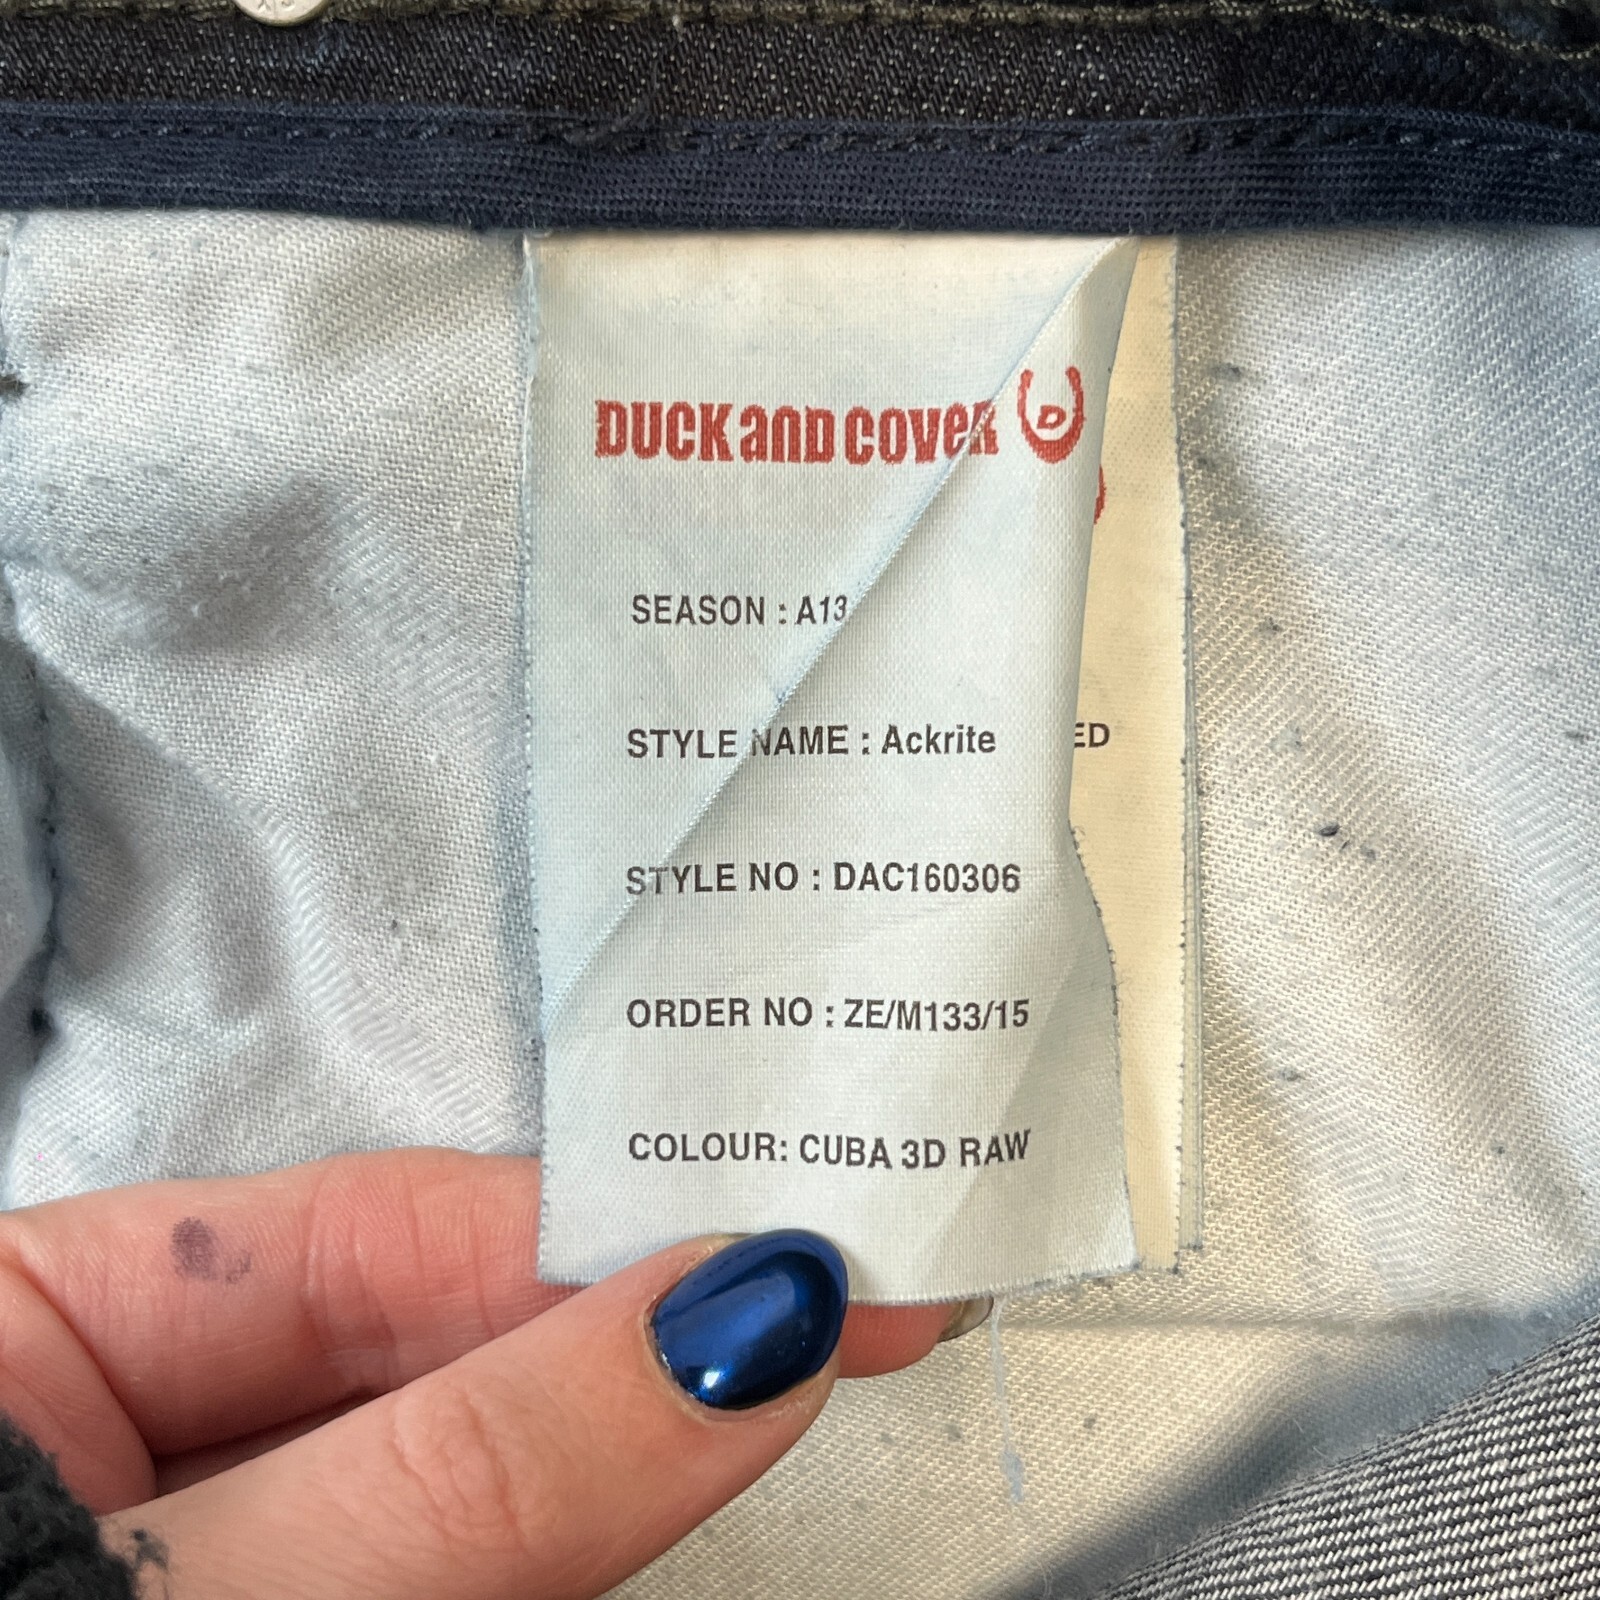 DUCK and COVER D
SEASON : A13
STYLE NAME : Ackrite
ED
STYLE NO : DAC160306
ORDER NO : ZE/M133/15
COLOUR: CUBA 3D RAW